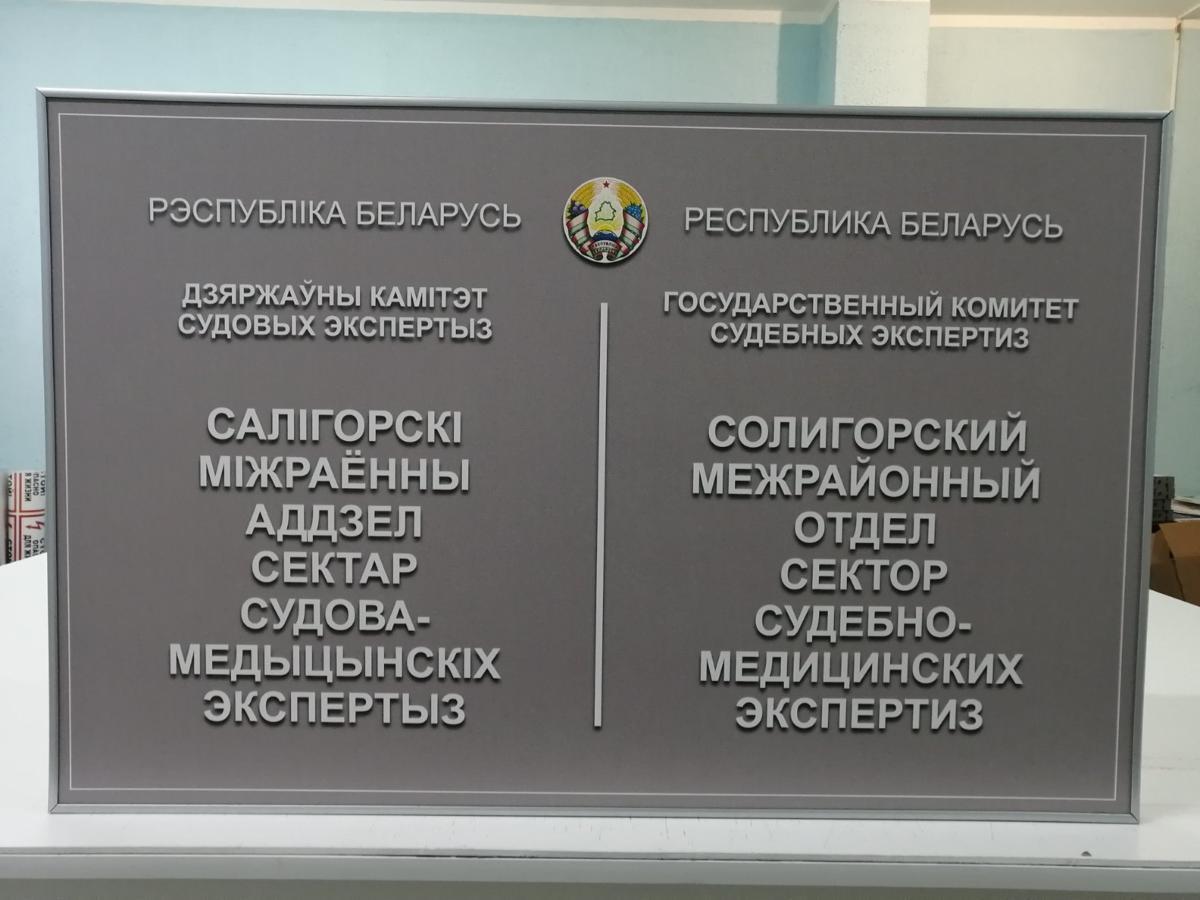 РЭСПУБЛІКА БЕЛАРУСЬ
ДЗЯРЖАЎНЫ КАМІТЭТ
СУДОВЫХ ЭКСПЕРТЫЗ
САЛІГОРСКІ
МІЖРАЁННЫ
АДДЗЕЛ
СЕКТАР
СУДОВА-
МЕДЫЦЫНСКІХ
ЭКСПЕРТЫЗ
РЕСПУБЛИКА БЕЛАРУСЬ
ГОСУДАРСТВЕННЫЙ КОМИТЕТ
СУДЕБНЫХ ЭКСПЕРТИЗ
СОЛИГОРСКИЙ
МЕЖРАЙОННЫЙ
ОТДЕЛ
СЕКТОР
СУДЕБНО-
МЕДИЦИНСКИХ
ЭКСПЕРТИЗ